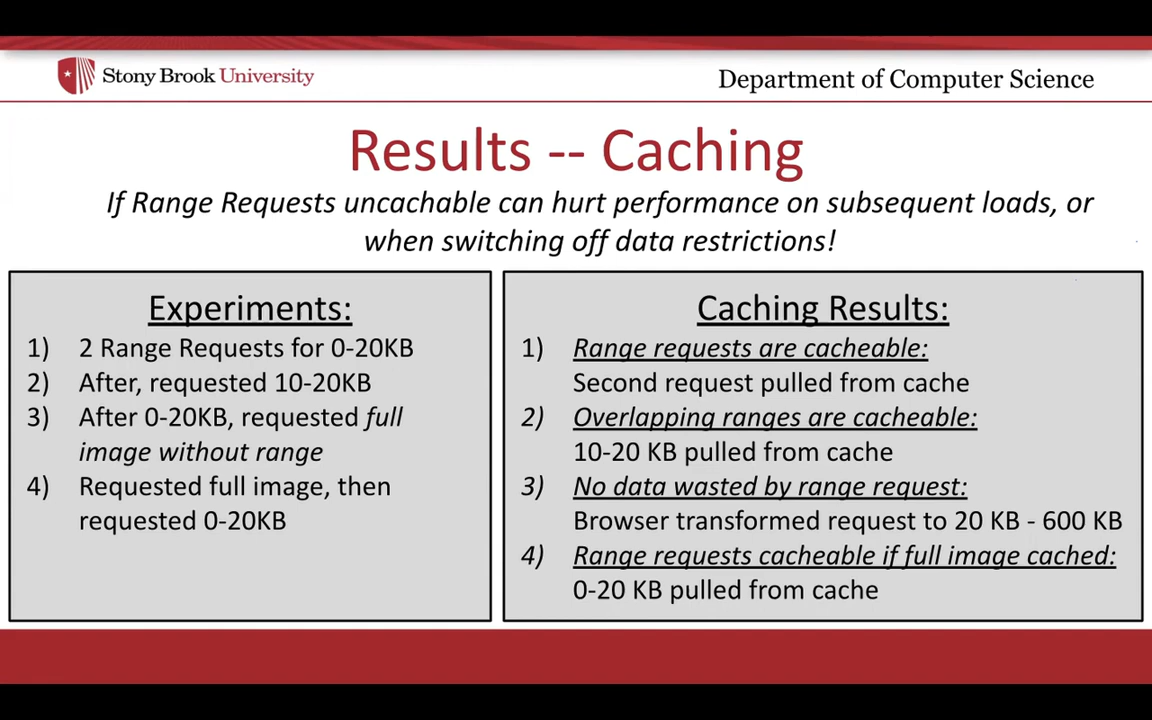 Stony Brook University
Department of Computer Science
Results -- Caching
If Range Requests uncachable can hurt performance on subsequent loads, or
when switching off data restrictions!
Experiments:
1) 2 Range Requests for 0-20KB
2) After, requested 10-20KB
3) After 0-20KB, requested full
image without range
4) Requested full image, then
requested 0-20KB
Caching Results:
1) Range requests are cacheable:
Second request pulled from cache
2) Overlapping ranges are cacheable:
10-20 KB pulled from cache
3) No data wasted by range request:
Browser transformed request to 20 KB - 600 KB
4) Range requests cacheable if full image cached:
0-20 KB pulled from cache